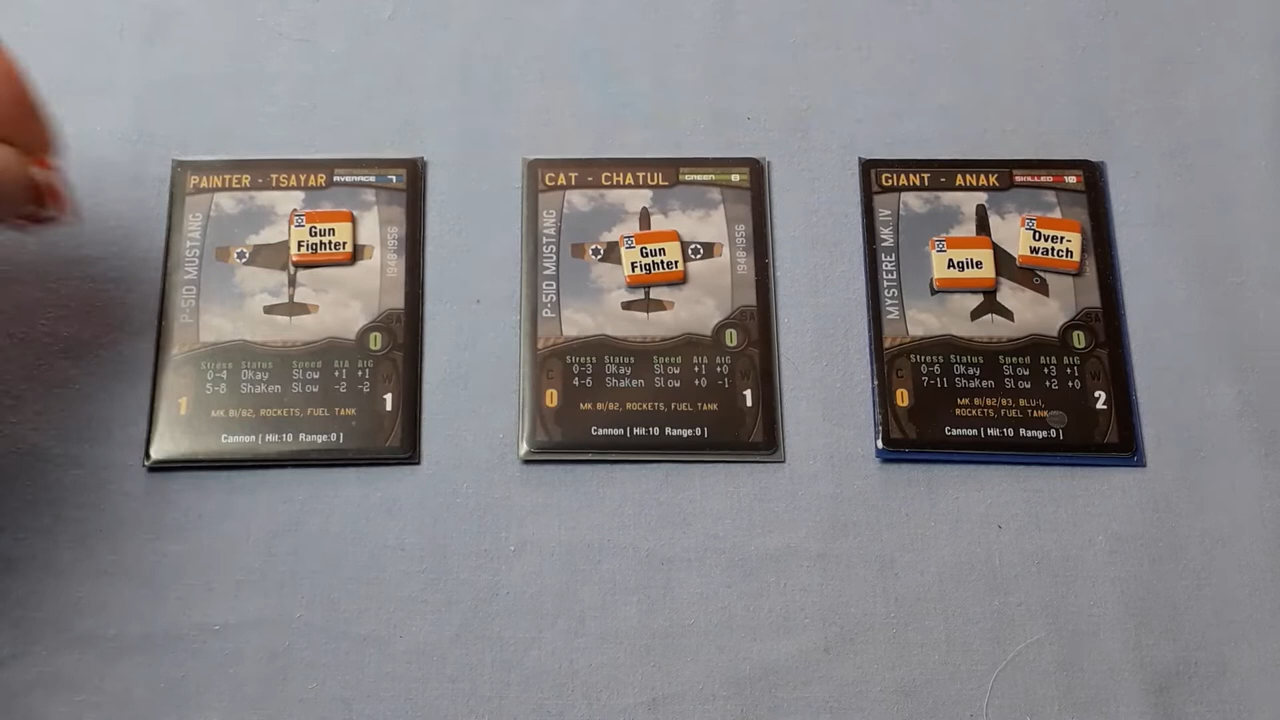 PAINTER - TSAYAR
AVERAGE 7
P-51D MUSTANG
Gun
Fighter
1948-1956
0
Stress Status Speed AtA AtG
0-4 Okay Slow +1 +1
5-8 Shaken Slow -2 -2
C
W
1
1
MK 81/82, ROCKETS, FUEL TANK
Cannon [ Hit:10 Range:0 ]
CAT - CHATUL
GREEN 8
P-51D MUSTANG
Gun
Fighter
1948-1956
SA
0
Stress Status Speed AtA AtG
0-3 Okay Slow +1 +0
4-6 Shaken Slow +0 -1
C
W
0
1
MK 81/82, ROCKETS, FUEL TANK
Cannon [ Hit:10 Range:0 ]
GIANT - ANAK
SKILLED 10
MYSTERE MK.IV
Agile
Over-
watch
SA
0
Stress Status Speed AtA AtG
0-6 Okay Slow +3 +1
7-11 Shaken Slow +2 +0
C
W
0
2
MK 81/82/83, BLU-1,
ROCKETS, FUEL TANK
Cannon [ Hit:10 Range:0 ]